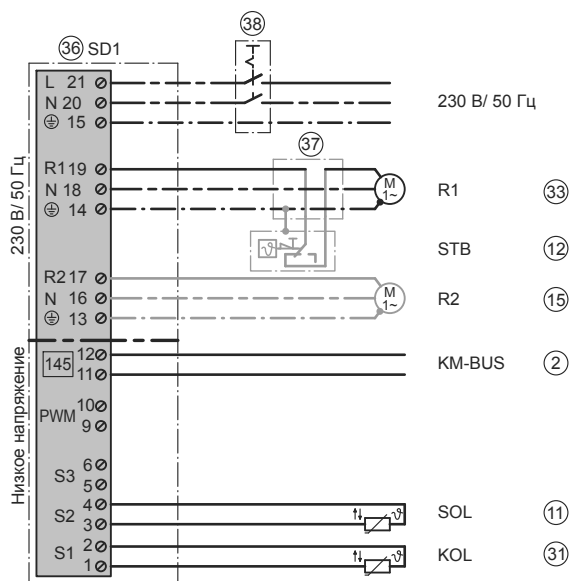 38
36 SD1
L 21
N 20 230 В/ 50 Гц
15
37
R1 19
N 18 M 1~ R1 33
14
230 В/ 50 Гц
STB 12
R2 17
N 16 M 1~ R2 15
13
145 12 KM-BUS 2
11
PWM 10
9
Низкое напряжение
S3 6
5
S2 4 ϑ SOL 11
3
S1 2 ϑ KOL 31
1